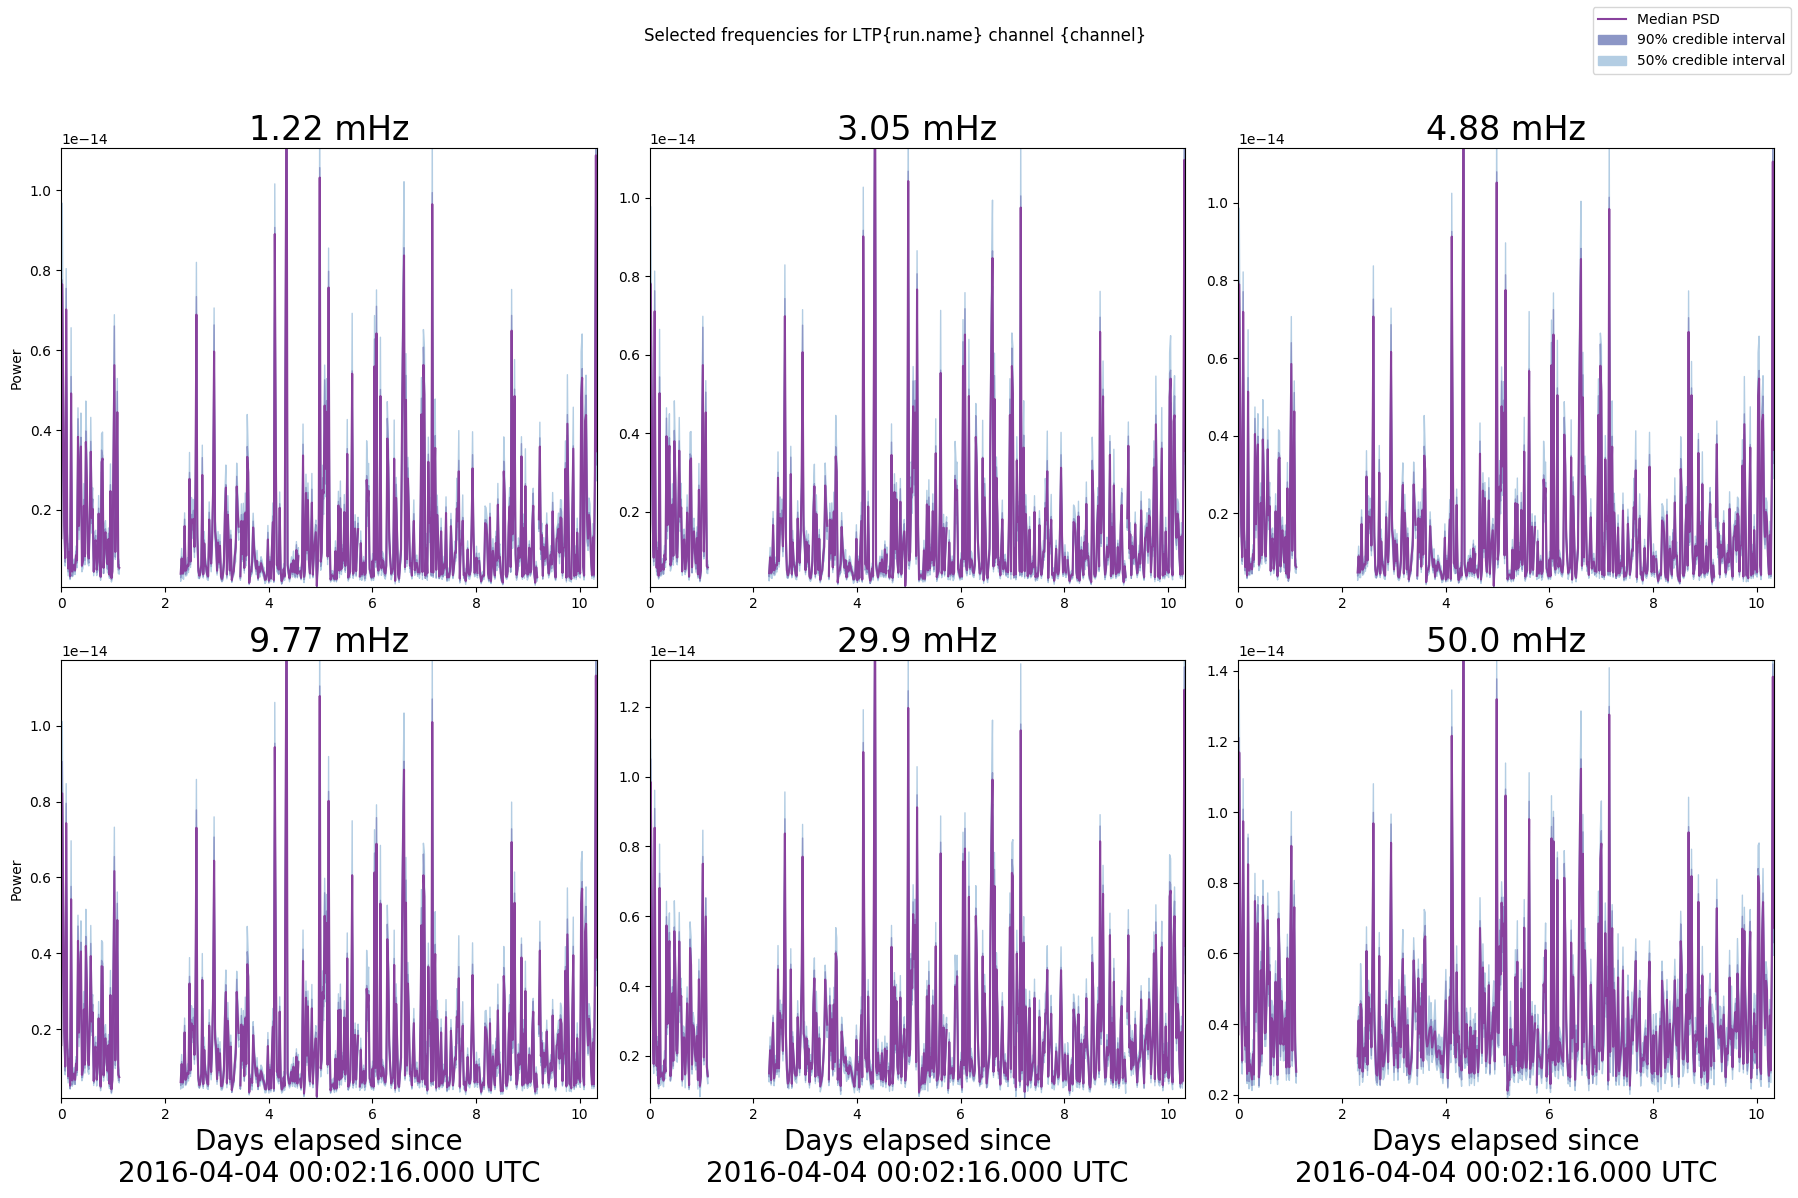 Selected frequencies for LTP{run.name} channel {channel}
Median PSD
90% credible interval
50% credible interval
1.22 mHz
3.05 mHz
4.88 mHz
1e−14
1e−14
1e−14
Power
1.0
0.8
0.6
0.4
0.2
0 2 4 6 8 10
1.0
0.8
0.6
0.4
0.2
0 2 4 6 8 10
1.0
0.8
0.6
0.4
0.2
0 2 4 6 8 10
9.77 mHz
29.9 mHz
50.0 mHz
1e−14
1e−14
1e−14
Power
1.0
0.8
0.6
0.4
0.2
0 2 4 6 8 10
1.2
1.0
0.8
0.6
0.4
0.2
0 2 4 6 8 10
1.4
1.2
1.0
0.8
0.6
0.4
0.2
0 2 4 6 8 10
Days elapsed since
2016-04-04 00:02:16.000 UTC
Days elapsed since
2016-04-04 00:02:16.000 UTC
Days elapsed since
2016-04-04 00:02:16.000 UTC